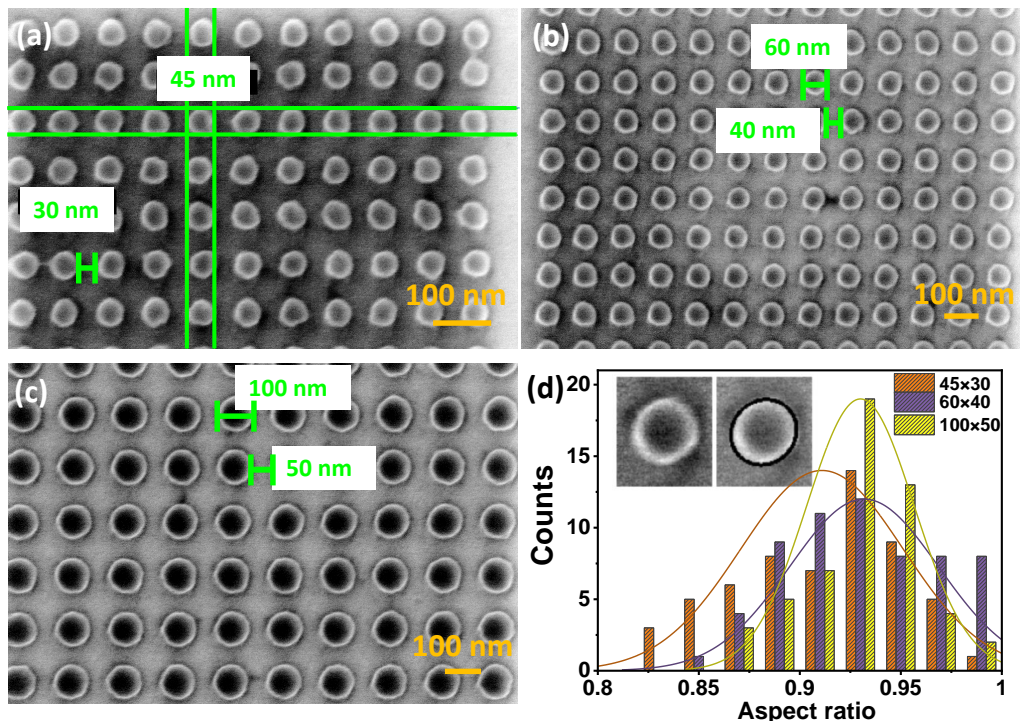 (a)
45 nm
30 nm
100 nm
(b)
60 nm
40 nm
100 nm
(c)
100 nm
50 nm
100 nm
(d)
45×30
60×40
100×50
20
15
10
5
0
Counts
0.8
0.85
0.9
0.95
1
Aspect ratio